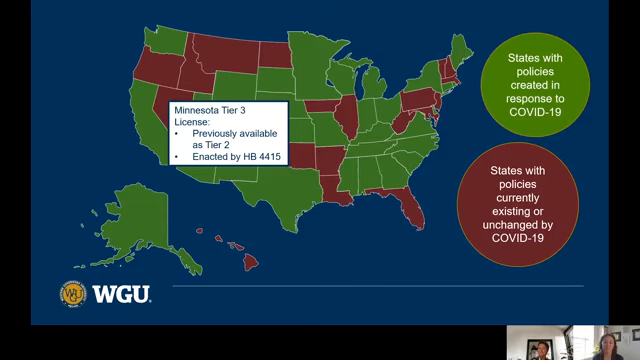 States with
policies
created in
response to
COVID-19
Minnesota Tier 3
License:
• Previously available
as Tier 2
• Enacted by HB 4415
States with
policies
currently
existing or
unchanged by
COVID-19
WGU.